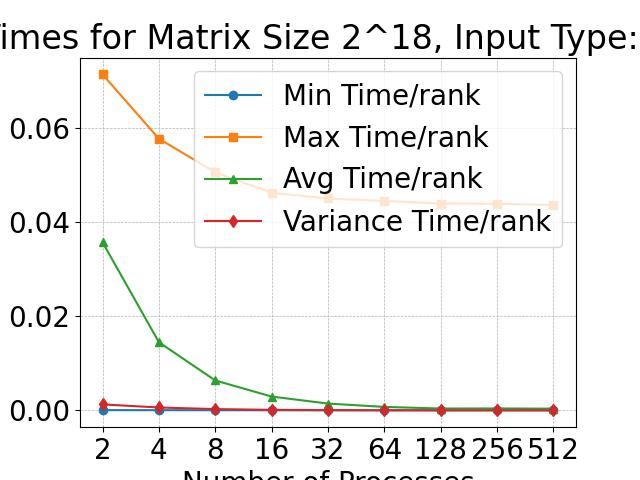 Times for Matrix Size 2^18, Input Type:
Min Time/rank
Max Time/rank
Avg Time/rank
Variance Time/rank
0.06
0.04
0.02
0.00
2 4 8 16 32 64 128 256 512
Number of Processes